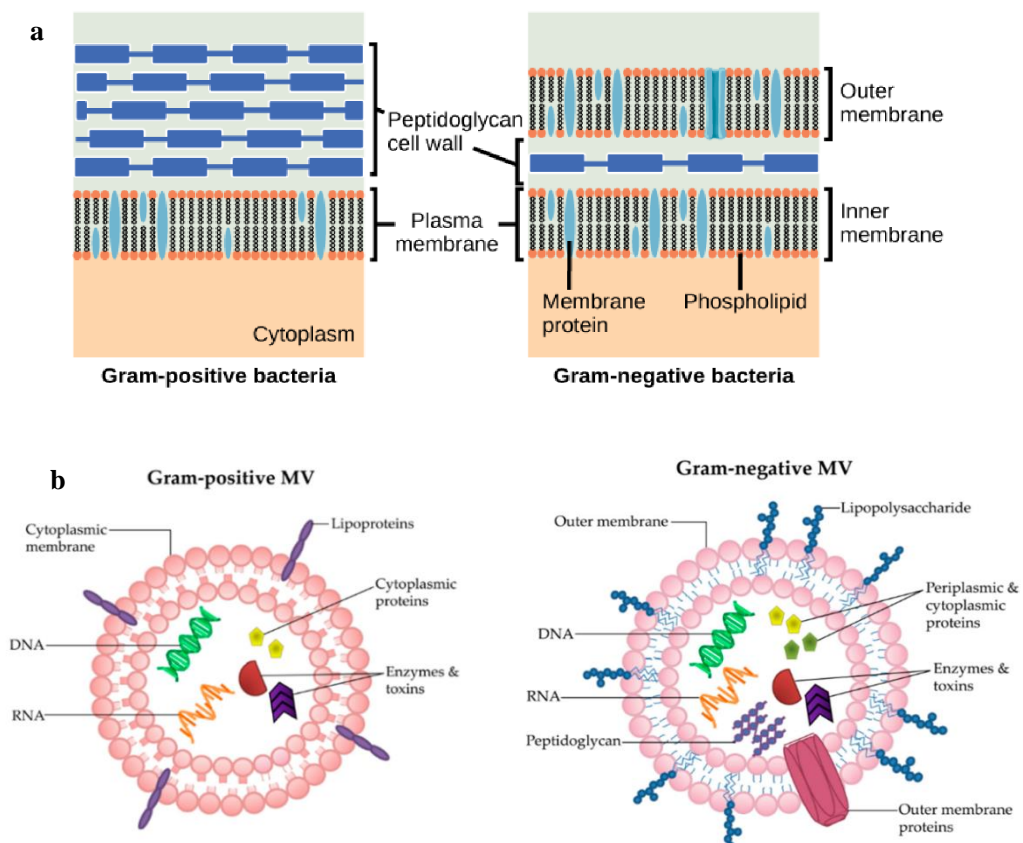 a
Peptidoglycan
cell wall
Plasma
membrane
Cytoplasm
Gram-positive bacteria
Outer
membrane
Inner
membrane
Membrane
protein
Phospholipid
Gram-negative bacteria
b
Gram-positive MV
Cytoplasmic
membrane
Lipoproteins
Cytoplasmic
proteins
DNA
Enzymes &
toxins
RNA
Gram-negative MV
Outer membrane
Lipopolysaccharide
Periplasmic &
cytoplasmic
proteins
DNA
Enzymes &
toxins
RNA
Peptidoglycan
Outer membrane
proteins